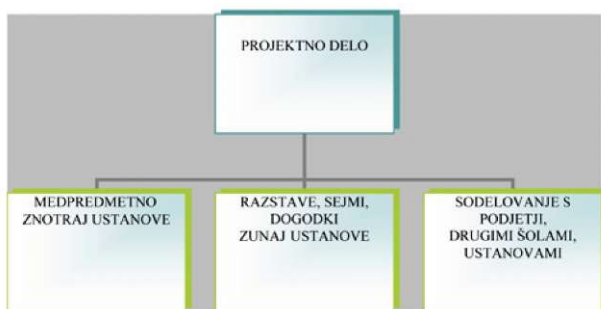 PROJEKTNO DELO
MEDPREDMETNO
ZNOTRAJ USTANOVE
RAZSTAVE, SEJMI,
DOGODKI
ZUNAJ USTANOVE
SODELOVANJE S
PODJETJI,
DRUGIMI ŠOLAMI,
USTANOVAMI